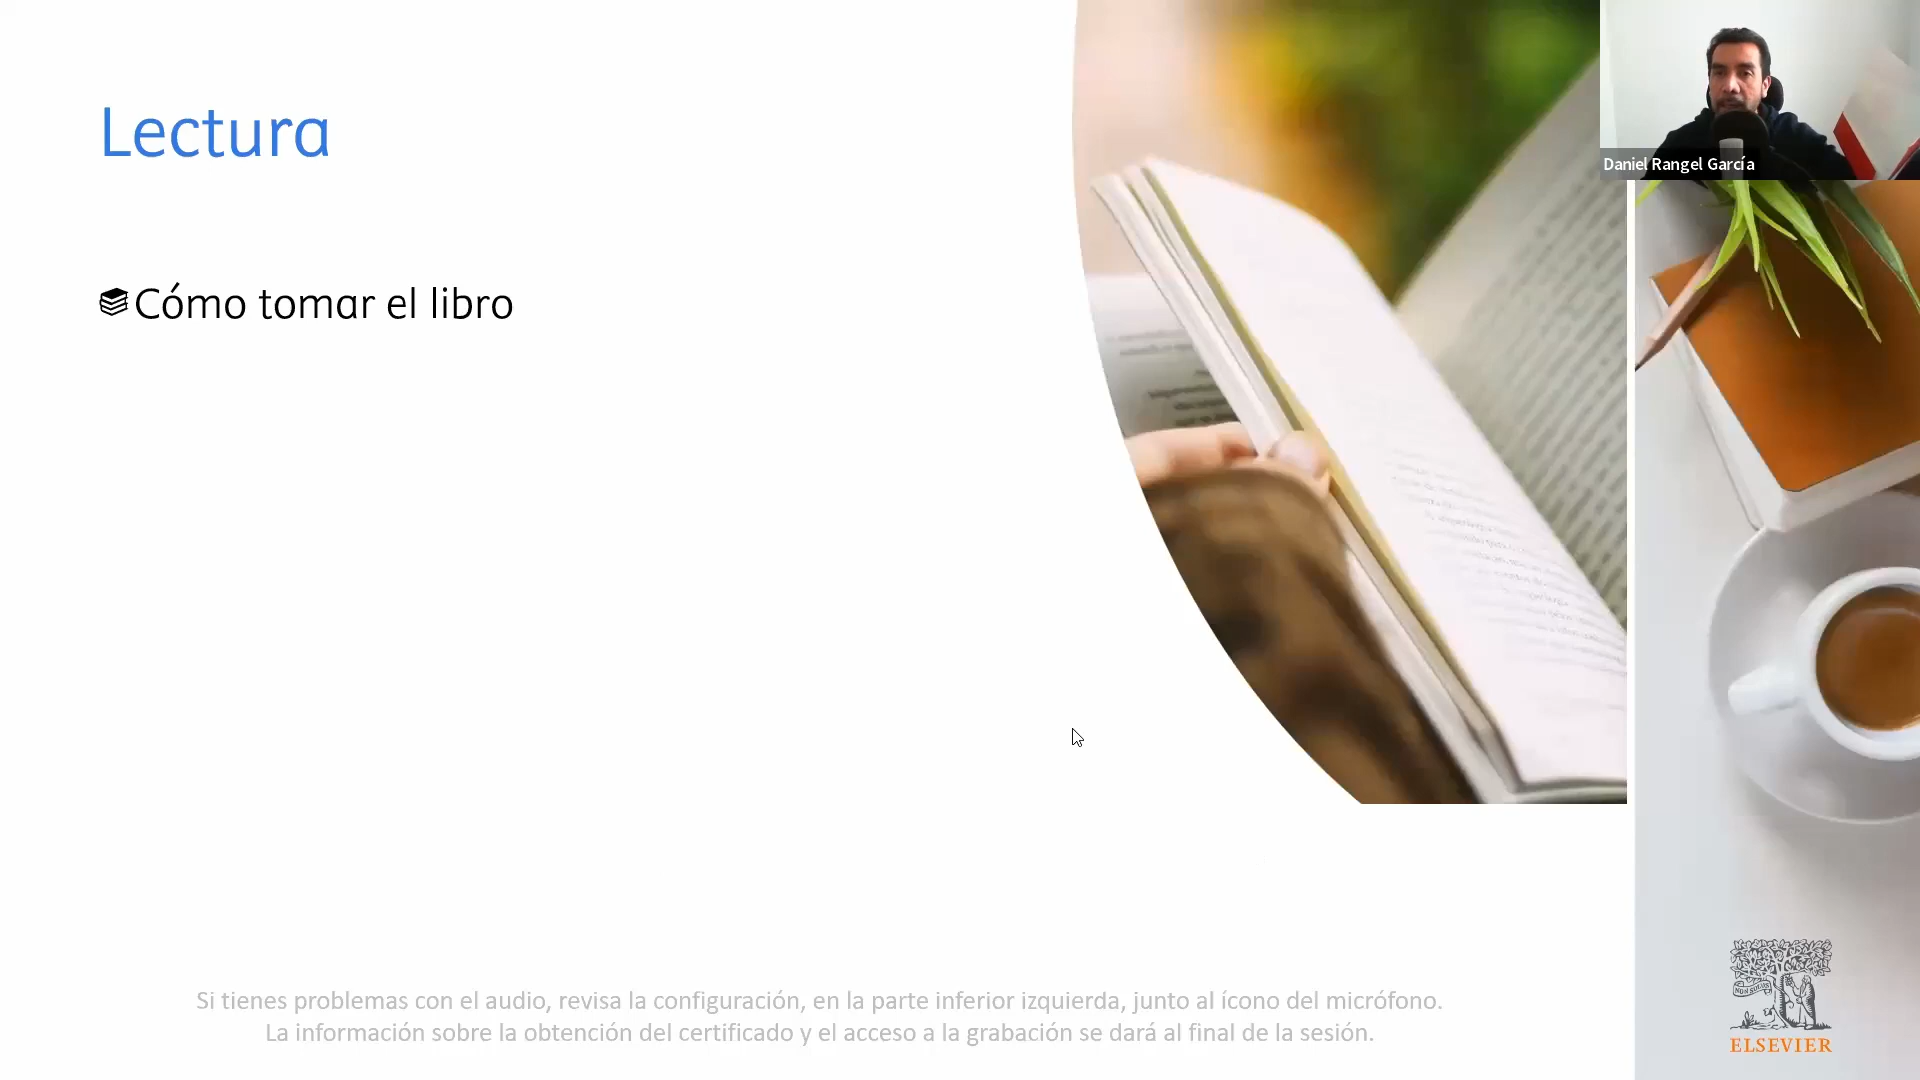 Lectura
Cómo tomar el libro
Daniel Rangel García
Si tienes problemas con el audio, revisa la configuración, en la parte inferior izquierda, junto al ícono del micrófono.
La información sobre la obtención del certificado y el acceso a la grabación se dará al final de la sesión.
NON SOLUS
ELSEVIER